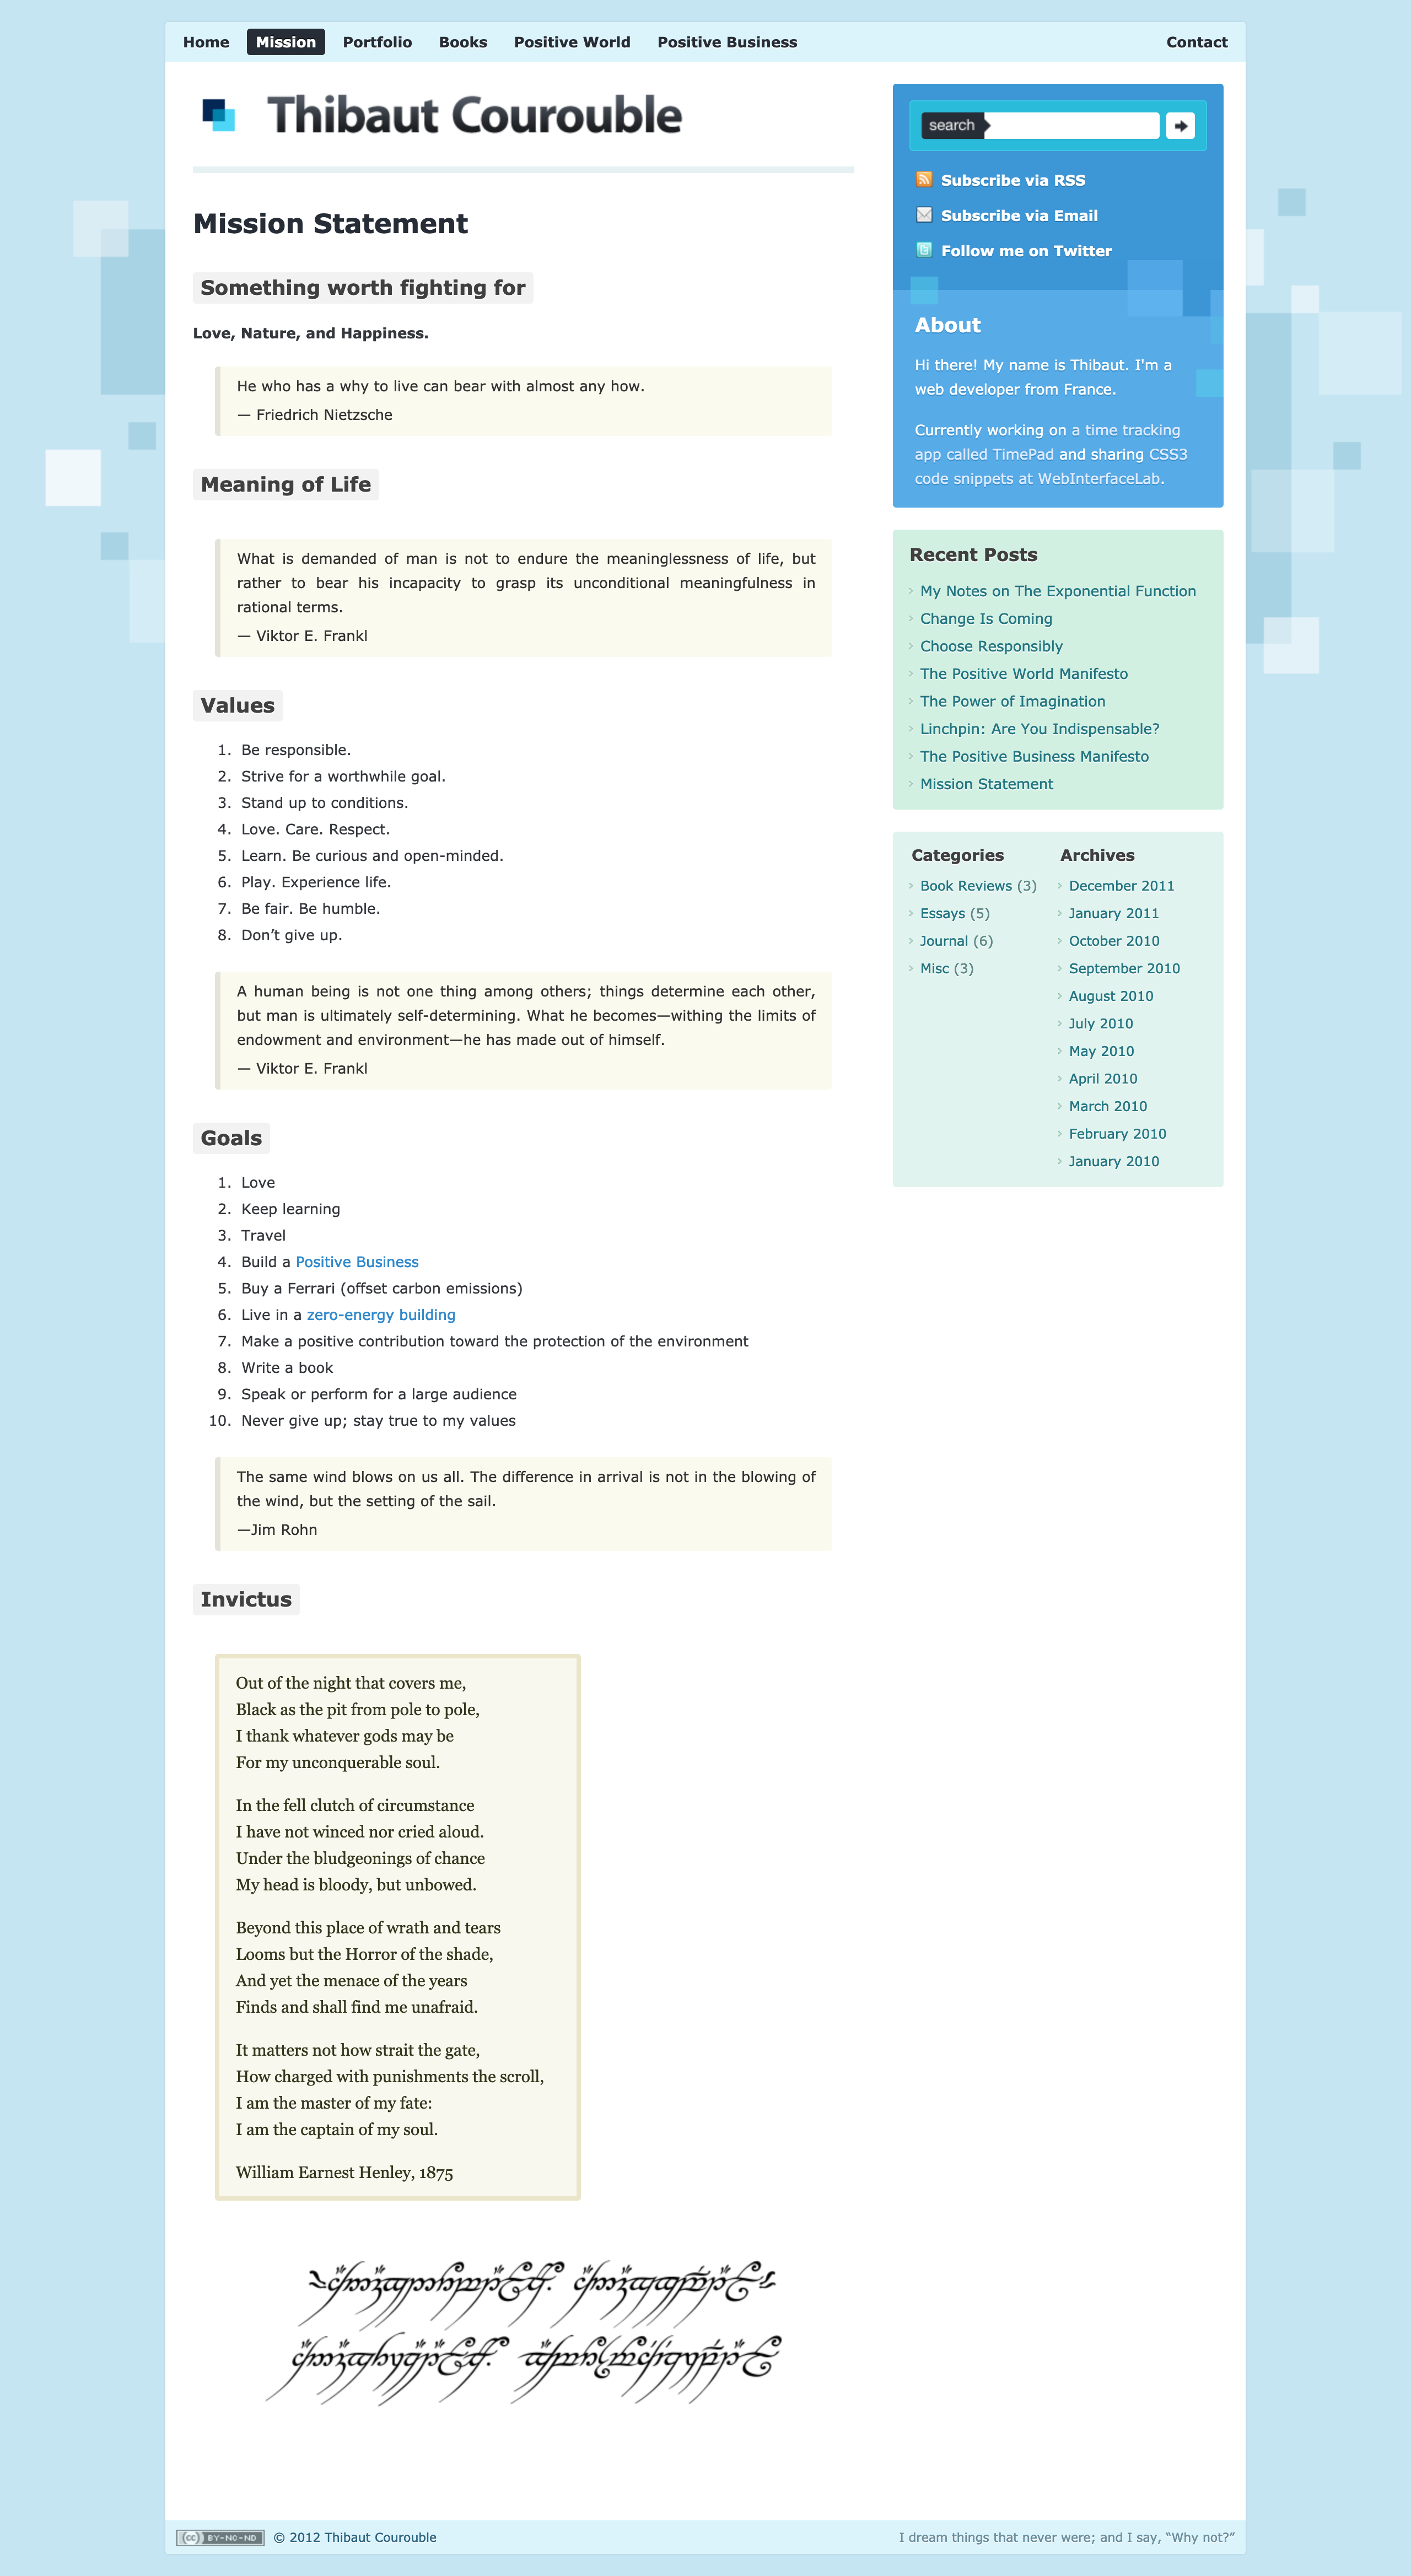 Home Mission Portfolio Books Positive World Positive Business Contact
Thibaut Courouble
Mission Statement
Something worth fighting for
Love, Nature, and Happiness.
He who has a why to live can bear with almost any how.
— Friedrich Nietzsche
Meaning of Life
What is demanded of man is not to endure the meaninglessness of life, but
rather to bear his incapacity to grasp its unconditional meaningfulness in
rational terms.
— Viktor E. Frankl
Values
1. Be responsible.
2. Strive for a worthwhile goal.
3. Stand up to conditions.
4. Love. Care. Respect.
5. Learn. Be curious and open-minded.
6. Play. Experience life.
7. Be fair. Be humble.
8. Don’t give up.
A human being is not one thing among others; things determine each other,
but man is ultimately self-determining. What he becomes—withing the limits of
endowment and environment—he has made out of himself.
— Viktor E. Frankl
Goals
1. Love
2. Keep learning
3. Travel
4. Build a Positive Business
5. Buy a Ferrari (offset carbon emissions)
6. Live in a zero-energy building
7. Make a positive contribution toward the protection of the environment
8. Write a book
9. Speak or perform for a large audience
10. Never give up; stay true to my values
The same wind blows on us all. The difference in arrival is not in the blowing of
the wind, but the setting of the sail.
—Jim Rohn
Invictus
Out of the night that covers me,
Black as the pit from pole to pole,
I thank whatever gods may be
For my unconquerable soul.
In the fell clutch of circumstance
I have not winced nor cried aloud.
Under the bludgeonings of chance
My head is bloody, but unbowed.
Beyond this place of wrath and tears
Looms but the Horror of the shade,
And yet the menace of the years
Finds and shall find me unafraid.
It matters not how strait the gate,
How charged with punishments the scroll,
I am the master of my fate:
I am the captain of my soul.
William Earnest Henley, 1875
search
Subscribe via RSS
Subscribe via Email
Follow me on Twitter
About
Hi there! My name is Thibaut. I'm a
web developer from France.
Currently working on a time tracking
app called TimePad and sharing CSS3
code snippets at WebInterfaceLab.
Recent Posts
My Notes on The Exponential Function
Change Is Coming
Choose Responsibly
The Positive World Manifesto
The Power of Imagination
Linchpin: Are You Indispensable?
The Positive Business Manifesto
Mission Statement
Categories
Book Reviews (3)
Essays (5)
Journal (6)
Misc (3)
Archives
December 2011
January 2011
October 2010
September 2010
August 2010
July 2010
May 2010
April 2010
March 2010
February 2010
January 2010
cc BY-NC-ND © 2012 Thibaut Courouble
I dream things that never were; and I say, “Why not?”